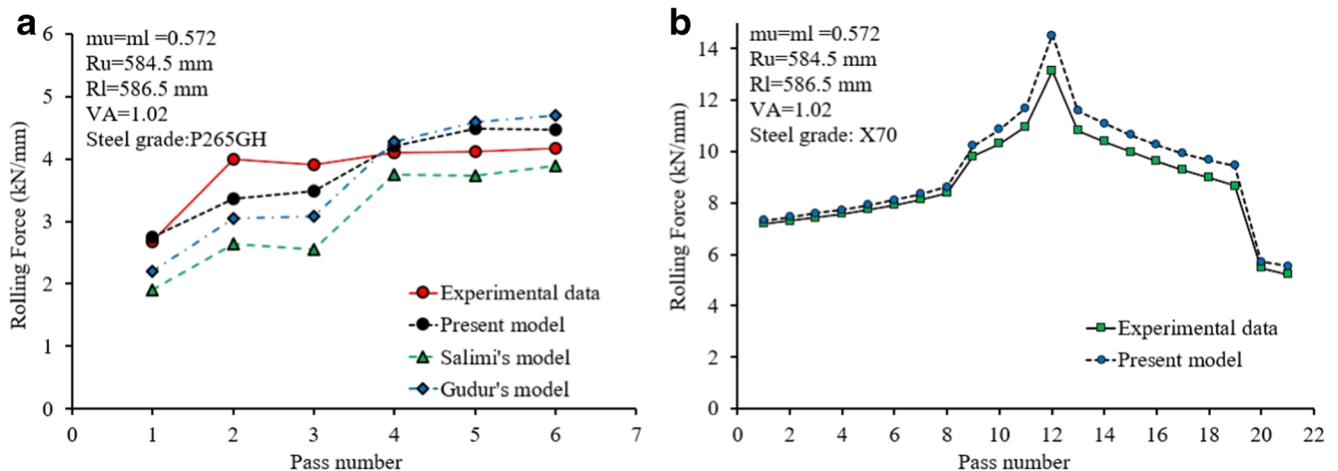 a
6
5
4
3
2
1
0
Rolling Force (kN/mm)
mu=ml =0.572
Ru=584.5 mm
Rl=586.5 mm
VA=1.02
Steel grade:P265GH
Experimental data
Present model
Salimi's model
Gudur's model
0 1 2 3 4 5 6 7
Pass number
b
14
12
10
8
6
4
2
0
Rolling Force (kN/mm)
mu=ml =0.572
Ru=584.5 mm
Rl=586.5 mm
VA=1.02
Steel grade: X70
Experimental data
Present model
0 2 4 6 8 10 12 14 16 18 20 22
Pass number